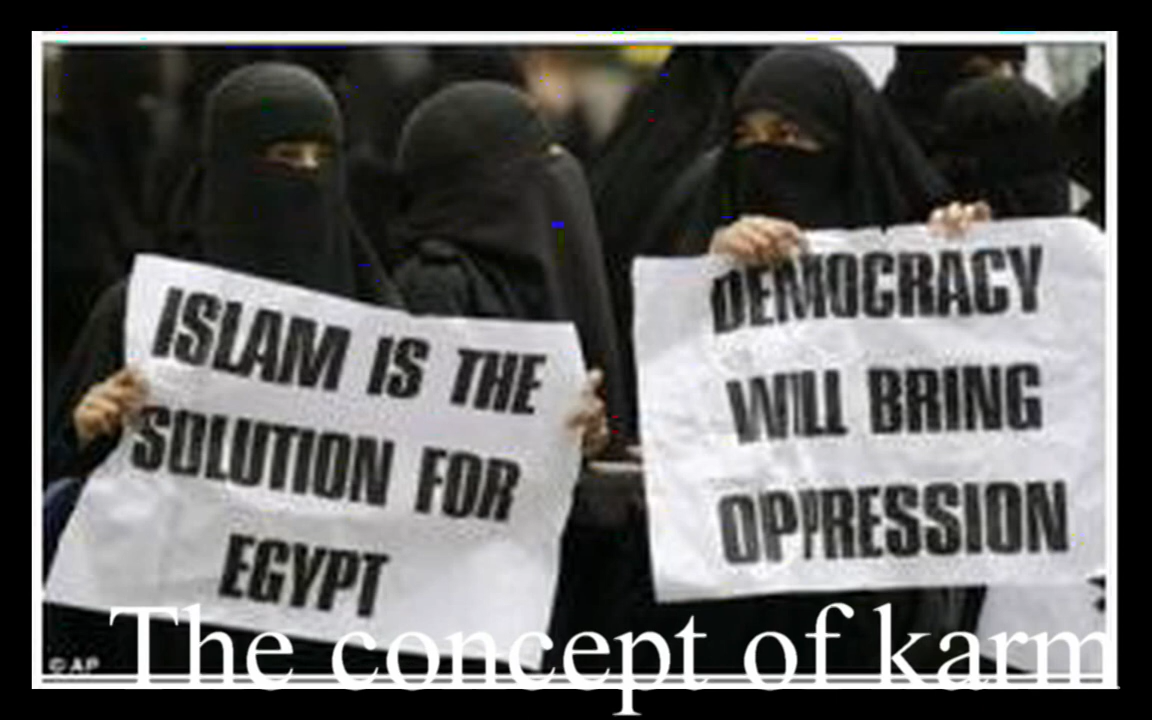 ISLAM IS THE
SOLUTION FOR
EGYPT
DEMOCRACY
WILL BRING
OPPRESSION
©AP
The concept of karm